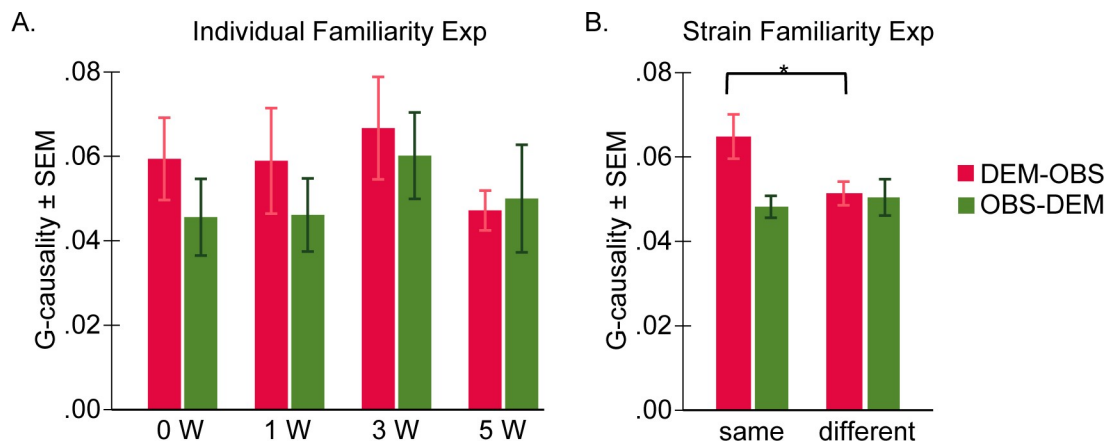 A.
Individual Familiarity Exp
G-causality ± SEM
.08
.06
.04
.02
.00
0 W
1 W
3 W
5 W
B.
Strain Familiarity Exp
G-causality ± SEM
.08
.06
.04
.02
.00
*
same
different
DEM-OBS
OBS-DEM